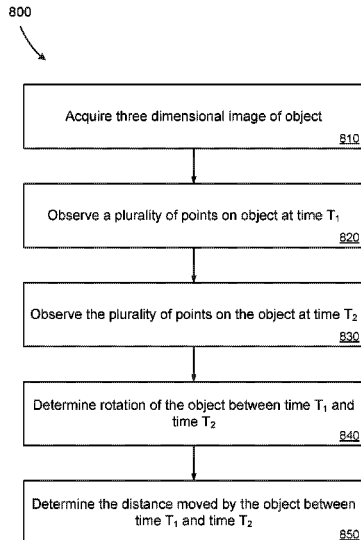 800
Acquire three dimensional image of object
810
Observe a plurality of points on object at time T₁
820
Observe the plurality of points on the object at time T₂
830
Determine rotation of the object between time T₁ and
time T₂
840
Determine the distance moved by the object between
time T₁ and time T₂
850